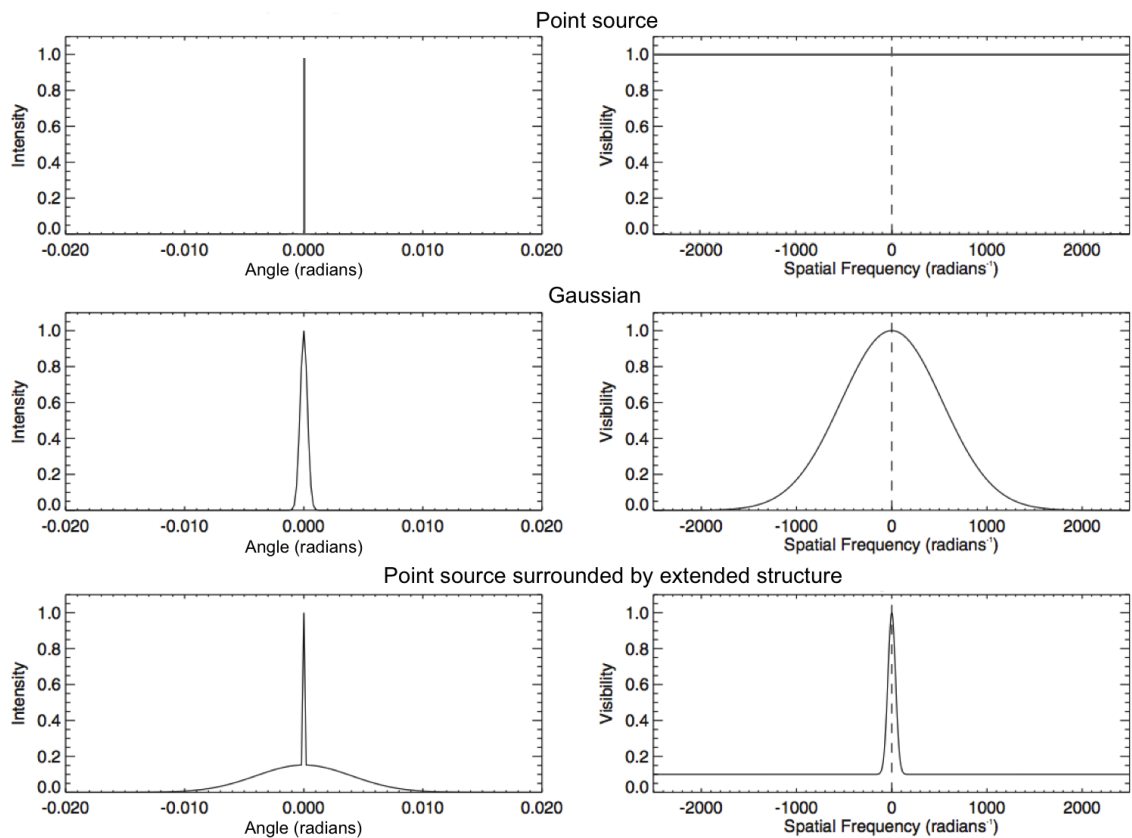 Point source
1.0
0.8
0.6
0.4
0.2
0.0
Intensity
-0.020 -0.010 0.000 0.010 0.020
Angle (radians)
1.0
0.8
0.6
0.4
0.2
0.0
Visibility
-2000 -1000 0 1000 2000
Spatial Frequency (radians⁻¹)
Gaussian
1.0
0.8
0.6
0.4
0.2
0.0
Intensity
-0.020 -0.010 0.000 0.010 0.020
Angle (radians)
1.0
0.8
0.6
0.4
0.2
0.0
Visibility
-2000 -1000 0 1000 2000
Spatial Frequency (radians⁻¹)
Point source surrounded by extended structure
1.0
0.8
0.6
0.4
0.2
0.0
Intensity
-0.020 -0.010 0.000 0.010 0.020
Angle (radians)
1.0
0.8
0.6
0.4
0.2
0.0
Visibility
-2000 -1000 0 1000 2000
Spatial Frequency (radians⁻¹)